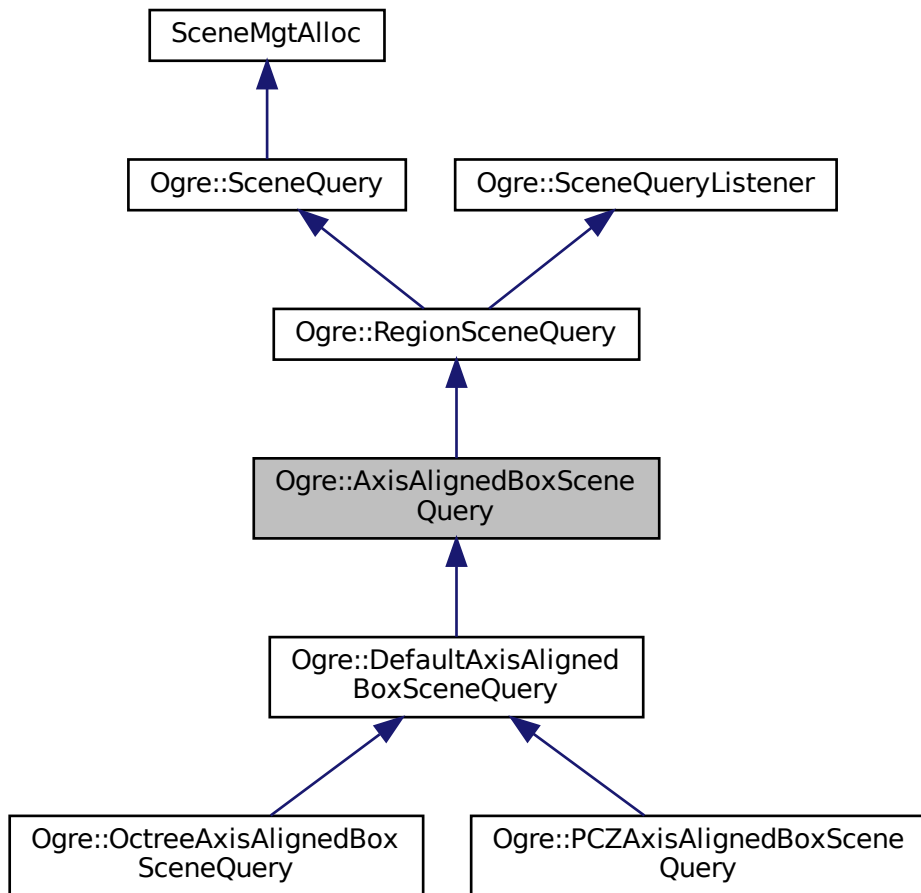 SceneMgtAlloc
Ogre::SceneQuery
Ogre::SceneQueryListener
Ogre::RegionSceneQuery
Ogre::AxisAlignedBoxScene
Query
Ogre::DefaultAxisAligned
BoxSceneQuery
Ogre::OctreeAxisAlignedBox
SceneQuery
Ogre::PCZAxisAlignedBoxScene
Query